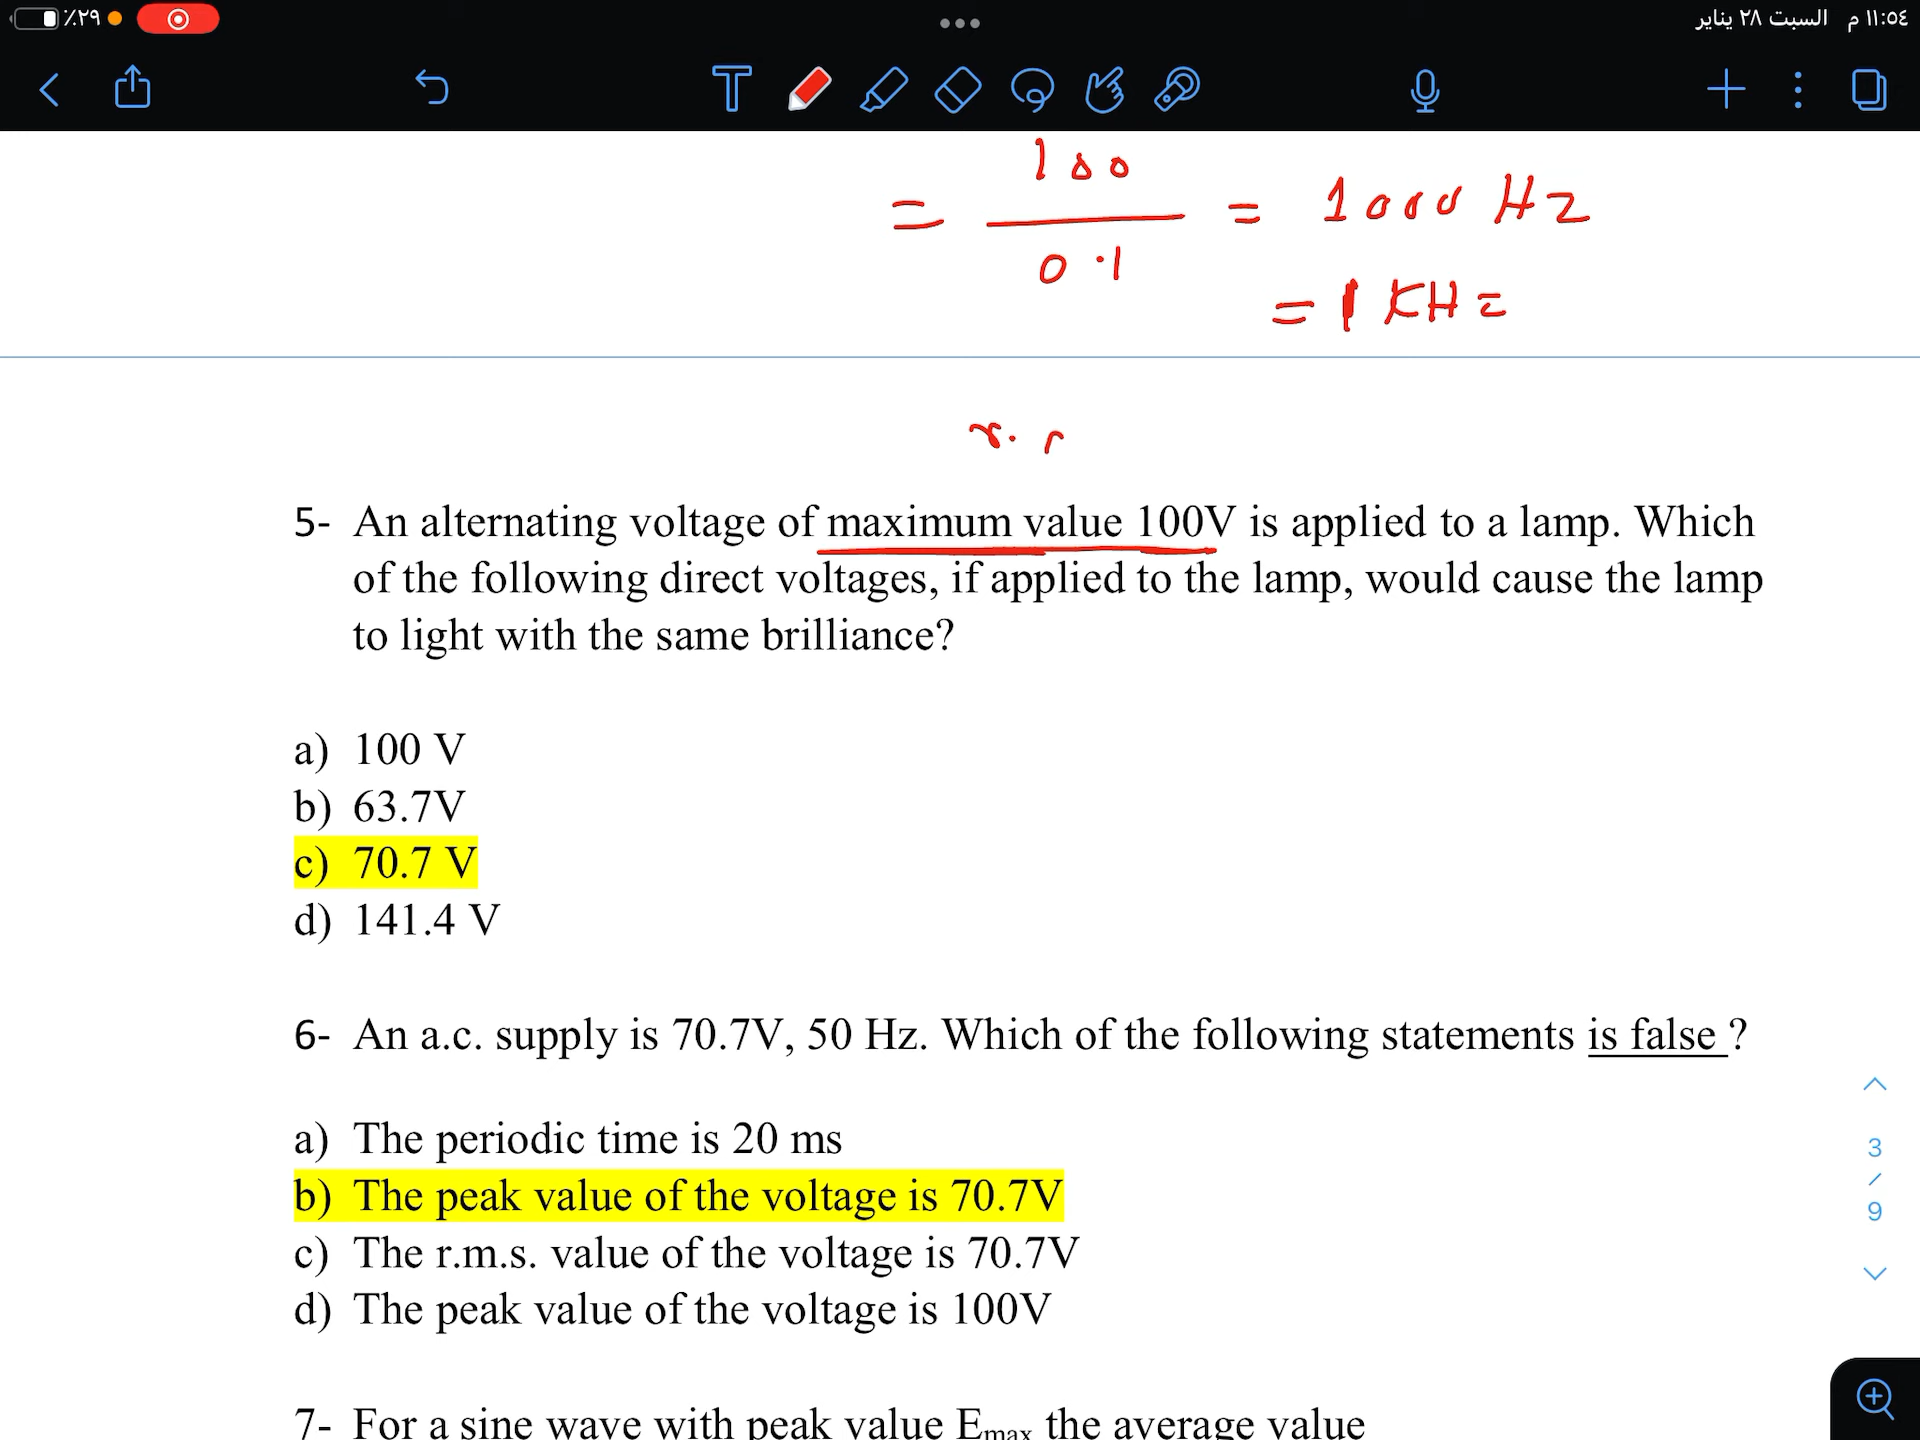 ٪٢٩
١١:٥٤ م السبت ٢٨ يناير
= 100 / 0.1 = 1000 Hz
= 1 KHz
r. r
5- An alternating voltage of maximum value 100V is applied to a lamp. Which
of the following direct voltages, if applied to the lamp, would cause the lamp
to light with the same brilliance?
a) 100 V
b) 63.7V
c) 70.7 V
d) 141.4 V
6- An a.c. supply is 70.7V, 50 Hz. Which of the following statements is false ?
a) The periodic time is 20 ms
b) The peak value of the voltage is 70.7V
c) The r.m.s. value of the voltage is 70.7V
d) The peak value of the voltage is 100V
3
/
9
7- For a sine wave with peak value Emax the average value